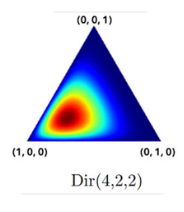 (0, 0, 1)
(1, 0, 0) (0, 1, 0)
Dir(4,2,2)